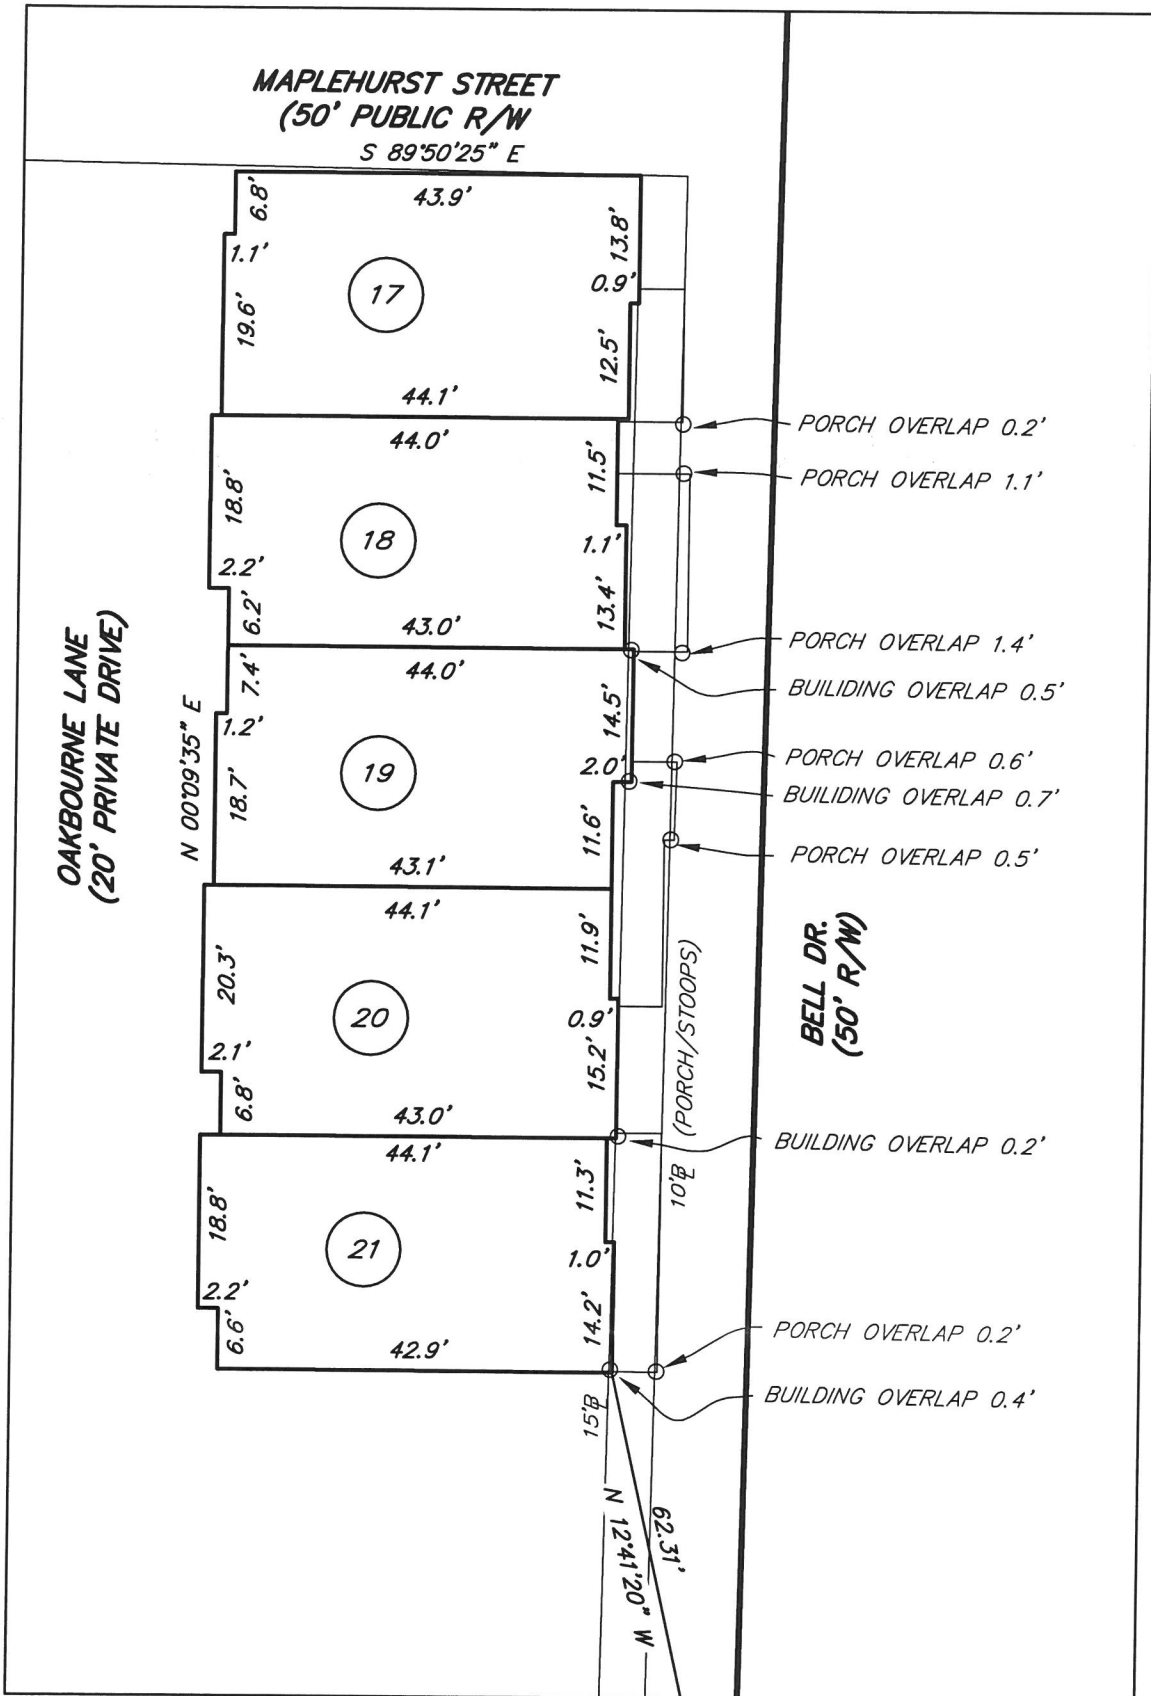 MAPLEHURST STREET
(50' PUBLIC R/W
S 89°50'25" E
6.8'
43.9'
13.8'
1.1'
17
0.9'
19.6'
12.5'
44.1'
PORCH OVERLAP 0.2'
44.0'
11.5'
PORCH OVERLAP 1.1'
18.8'
18
1.1'
2.2'
6.2'
43.0'
13.4'
PORCH OVERLAP 1.4'
7.4'
44.0'
BUILIDING OVERLAP 0.5'
14.5'
1.2'
19
2.0'
PORCH OVERLAP 0.6'
BUILIDING OVERLAP 0.7'
18.7'
11.6'
43.1'
PORCH OVERLAP 0.5'
OAKBOURNE LANE
(20' PRIVATE DRIVE)
N 00°09'35" E
44.1'
11.9'
20.3'
20
0.9'
2.1'
15.2'
6.8'
43.0'
(PORCH/STOOPS)
BELL DR.
(50' R/W)
BUILDING OVERLAP 0.2'
44.1'
11.3'
10'BL
18.8'
21
1.0'
2.2'
6.6'
14.2'
42.9'
PORCH OVERLAP 0.2'
BUILDING OVERLAP 0.4'
15'BL
62.31'
N 12°41'20" W